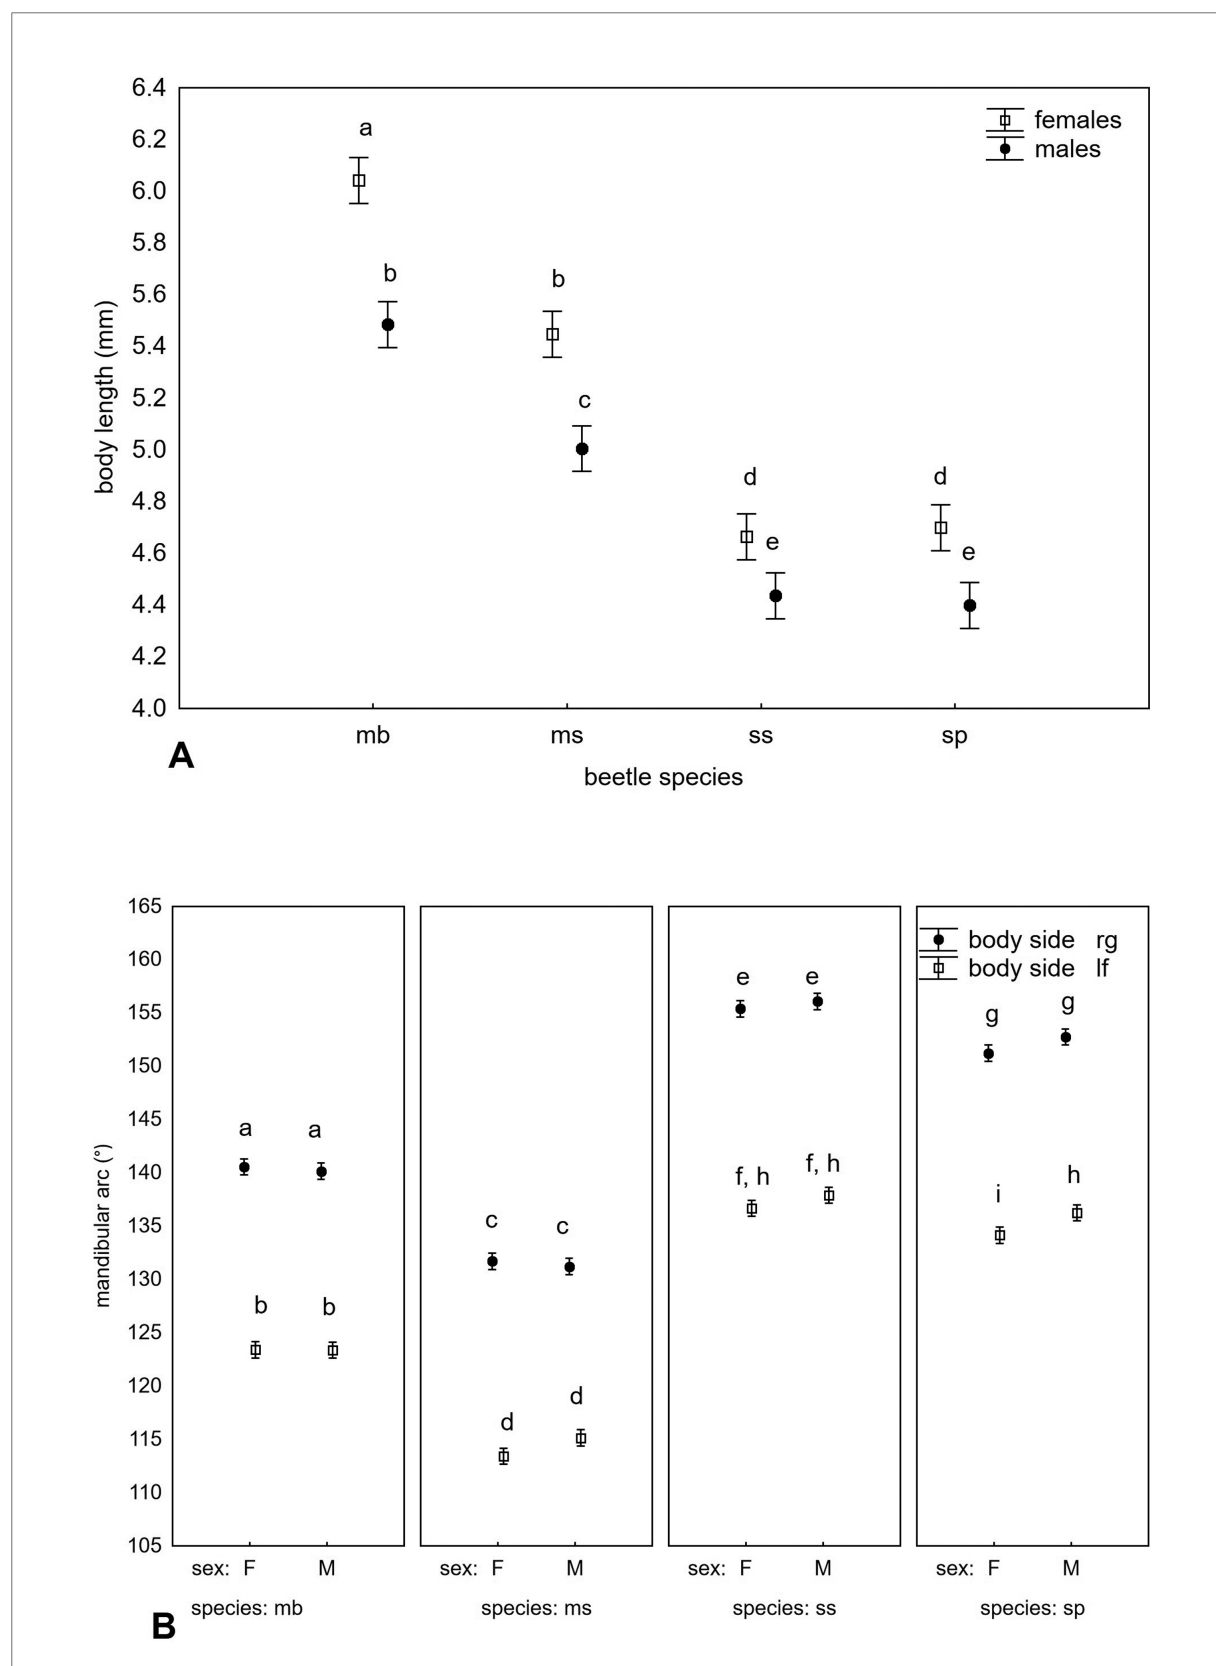 6.4
6.2
6.0
5.8
5.6
5.4
5.2
5.0
4.8
4.6
4.4
4.2
4.0
body length (mm)
females
males
a
b
b
c
d
e
d
e
mb ms ss sp
beetle species
A
165
160
155
150
145
140
135
130
125
120
115
110
105
mandibular arc (°)
body side rg
body side lf
a a
b b
c c
d d
e e
f, h f, h
g g
i h
sex: F M sex: F M sex: F M sex: F M
species: mb species: ms species: ss species: sp
B